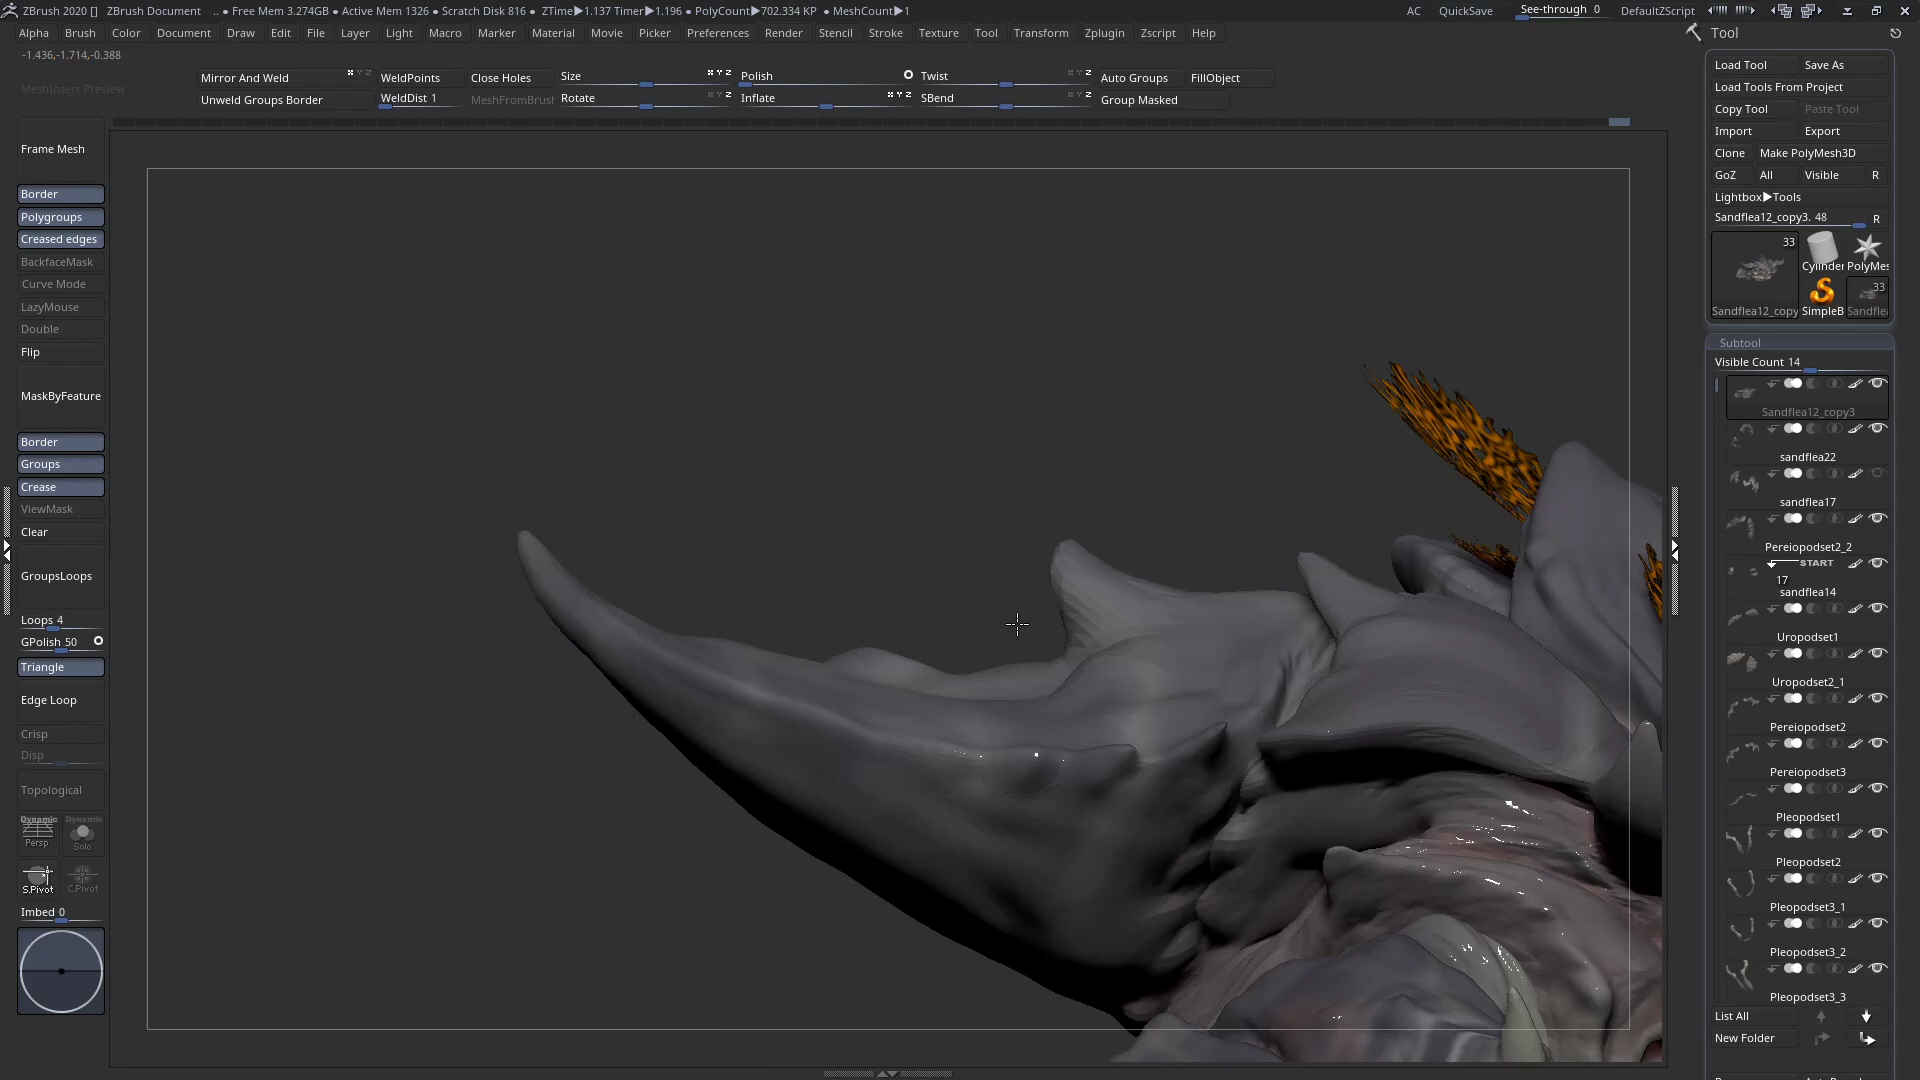 ZBrush 2020 [] ZBrush Document .. • Free Mem 3.274GB • Active Mem 1326 • Scratch Disk 816 • ZTime▶1.137 Timer▶1.196 • PolyCount▶702.334 KP • MeshCount▶1 AC QuickSave See-through 0 DefaultZScript
Alpha Brush Color Document Draw Edit File Layer Light Macro Marker Material Movie Picker Preferences Render Stencil Stroke Texture Tool Transform Zplugin Zscript Help
-1.436,-1.714,-0.388
MeshInsert Preview
Mirror And Weld WeldPoints Close Holes Size Polish Twist Auto Groups FillObject
Unweld Groups Border WeldDist 1 MeshFromBrush Rotate Inflate SBend Group Masked
Frame Mesh
Border
Polygroups
Creased edges
BackfaceMask
Curve Mode
LazyMouse
Double
Flip
MaskByFeature
Border
Groups
Crease
ViewMask
Clear
GroupsLoops
Loops 4
GPolish 50
Triangle
Edge Loop
Crisp
Disp
Topological
Dynamic Dynamic
Persp Solo
S.Pivot C.Pivot
Imbed 0
Tool
Load Tool Save As
Load Tools From Project
Copy Tool Paste Tool
Import Export
Clone Make PolyMesh3D
GoZ All Visible R
Lightbox▶Tools
Sandflea12_copy3. 48 R
33
Cylinder PolyMes
33
Sandflea12_copy SimpleB Sandflea
Subtool
Visible Count 14
Sandflea12_copy3
sandflea22
sandflea17
Pereiopodset2_2
START
17
sandflea14
Uropodset1
Uropodset2_1
Pereiopodset2
Pereiopodset3
Pleopodset1
Pleopodset2
Pleopodset3_1
Pleopodset3_2
Pleopodset3_3
List All
New Folder